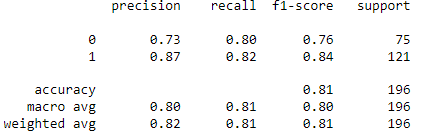 precision recall f1-score support
0 0.73 0.80 0.76 75
1 0.87 0.82 0.84 121
accuracy 0.81 196
macro avg 0.80 0.81 0.80 196
weighted avg 0.82 0.81 0.81 196